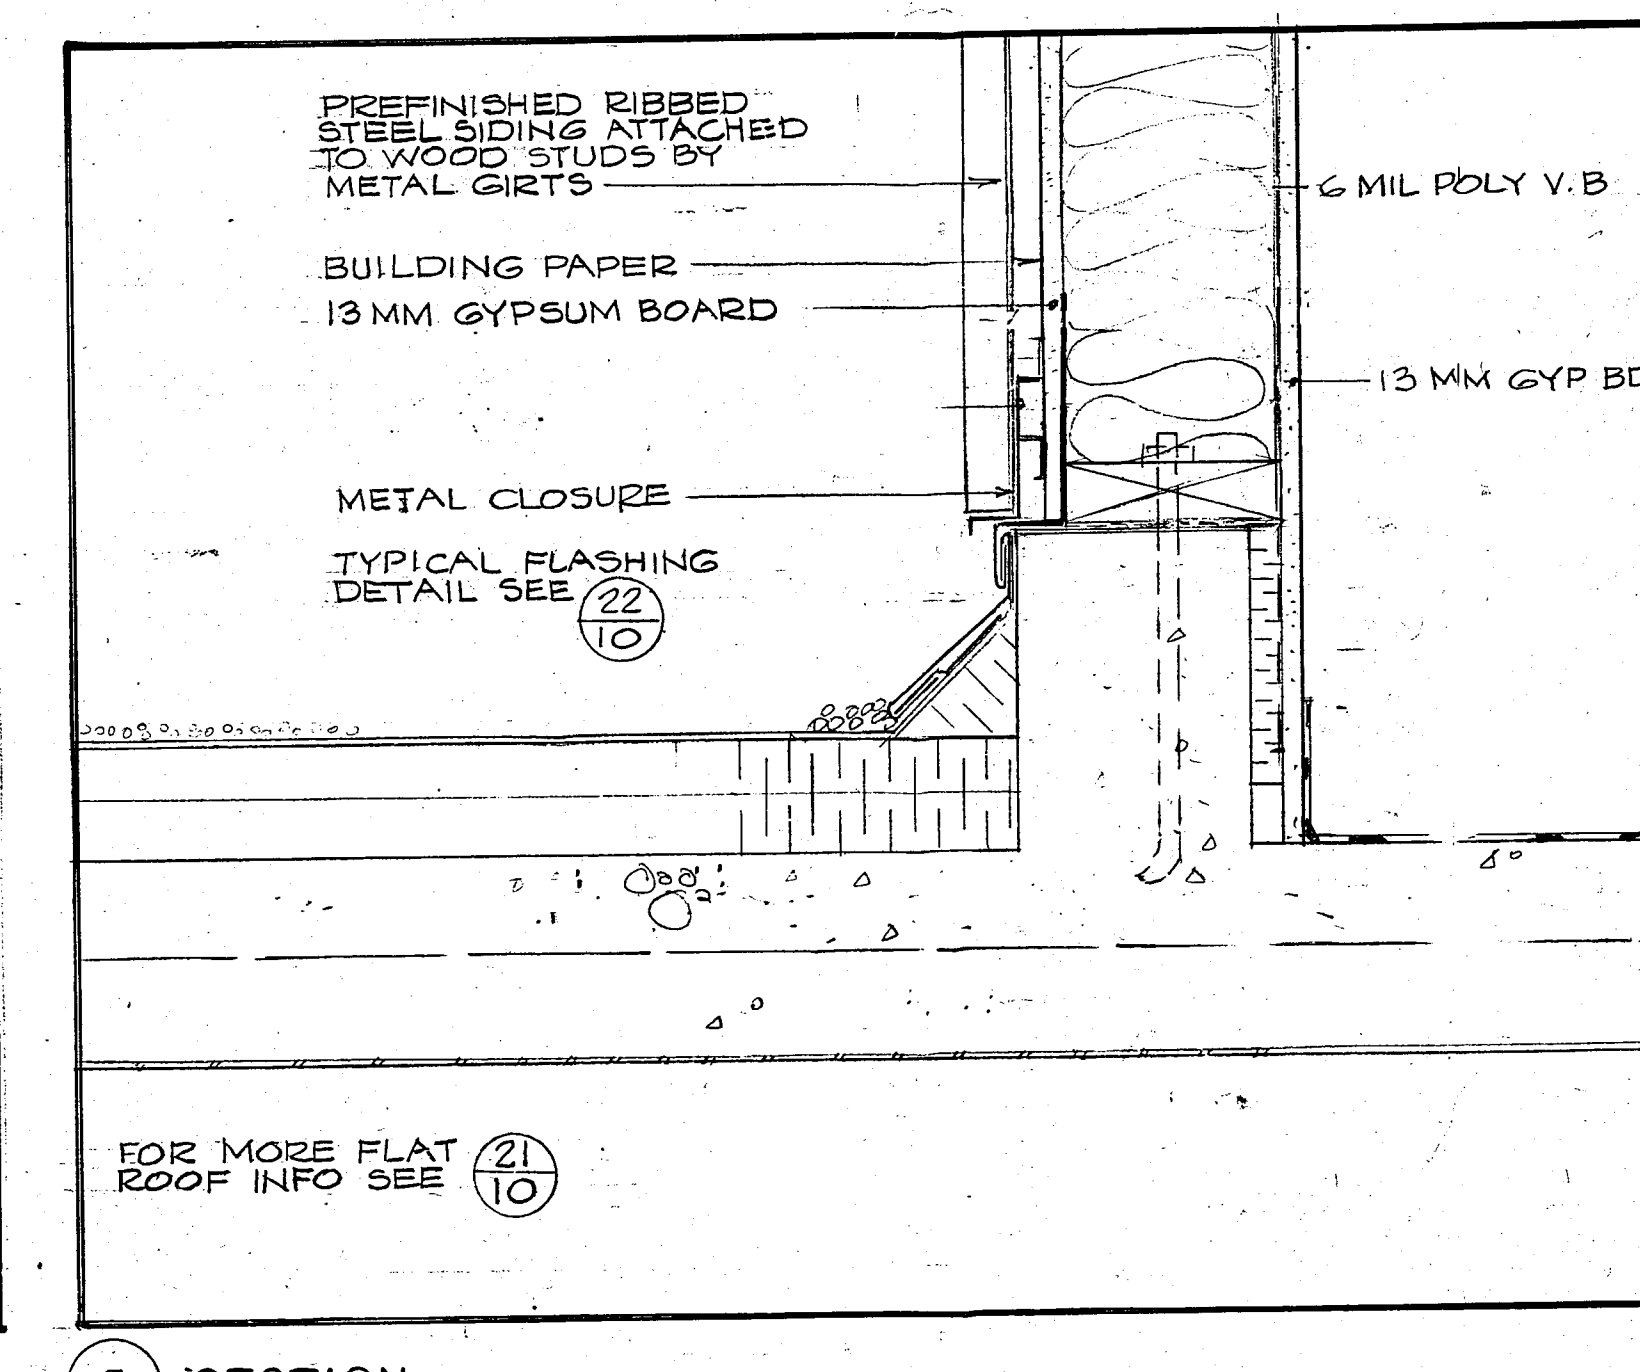 PREFINISHED RIBBED
STEEL SIDING ATTACHED
TO WOOD STUDS BY
METAL GIRTS
6 MIL POLY V.B
BUILDING PAPER
13 MM GYPSUM BOARD
13 MM GYP BD
METAL CLOSURE
TYPICAL FLASHING
DETAIL SEE 22
10
FOR MORE FLAT
ROOF INFO SEE 21
10
SECTION